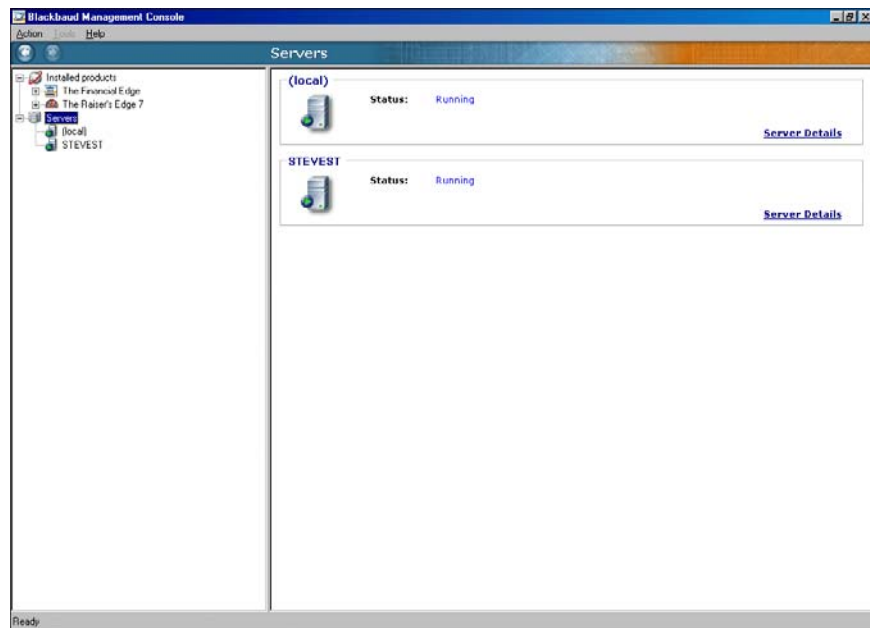 Blackbaud Management Console
Action Tools Help
Servers
Installed products
The Financial Edge
The Raiser's Edge 7
Servers
(local)
STEVEST
(local)
Status: Running
Server Details
STEVEST
Status: Running
Server Details
Ready